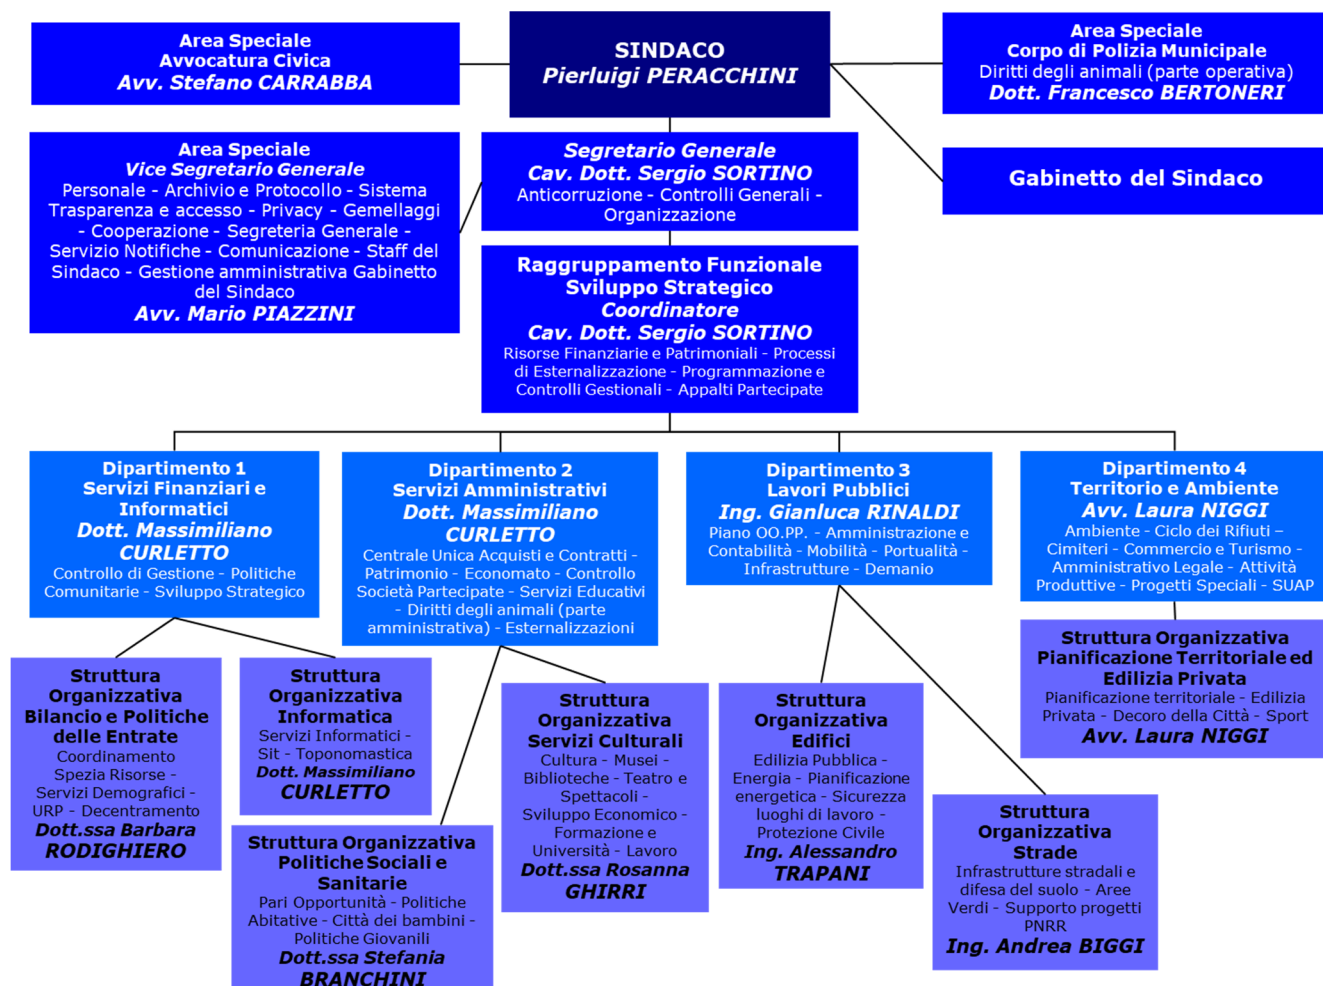 Area Speciale
Avvocatura Civica
Avv. Stefano CARRABBA
SINDACO
Pierluigi PERACCHINI
Area Speciale
Corpo di Polizia Municipale
Diritti degli animali (parte operativa)
Dott. Francesco BERTONERI
Area Speciale
Vice Segretario Generale
Personale - Archivio e Protocollo - Sistema
Trasparenza e accesso - Privacy - Gemellaggi
- Cooperazione - Segreteria Generale -
Servizio Notifiche - Comunicazione - Staff del
Sindaco - Gestione amministrativa Gabinetto
del Sindaco
Avv. Mario PIAZZINI
Segretario Generale
Cav. Dott. Sergio SORTINO
Anticorruzione - Controlli Generali -
Organizzazione
Gabinetto del Sindaco
Raggruppamento Funzionale
Sviluppo Strategico
Coordinatore
Cav. Dott. Sergio SORTINO
Risorse Finanziarie e Patrimoniali - Processi
di Esternalizzazione - Programmazione e
Controlli Gestionali - Appalti Partecipate
Dipartimento 1
Servizi Finanziari e
Informatici
Dott. Massimiliano
CURLETTO
Controllo di Gestione - Politiche
Comunitarie - Sviluppo Strategico
Dipartimento 2
Servizi Amministrativi
Dott. Massimiliano
CURLETTO
Centrale Unica Acquisti e Contratti -
Patrimonio - Economato - Controllo
Società Partecipate - Servizi Educativi
- Diritti degli animali (parte
amministrativa) - Esternalizzazioni
Dipartimento 3
Lavori Pubblici
Ing. Gianluca RINALDI
Piano OO.PP. - Amministrazione e
Contabilità - Mobilità - Portualità -
Infrastrutture - Demanio
Dipartimento 4
Territorio e Ambiente
Avv. Laura NIGGI
Ambiente - Ciclo dei Rifiuti –
Cimiteri - Commercio e Turismo -
Amministrativo Legale - Attività
Produttive - Progetti Speciali - SUAP
Struttura
Organizzativa
Bilancio e Politiche
delle Entrate
Coordinamento
Spezia Risorse -
Servizi Demografici -
URP - Decentramento
Dott.ssa Barbara
RODIGHIERO
Struttura
Organizzativa
Informatica
Servizi Informatici -
Sit - Toponomastica
Dott. Massimiliano
CURLETTO
Struttura Organizzativa
Politiche Sociali e
Sanitarie
Pari Opportunità - Politiche
Abitative - Città dei bambini -
Politiche Giovanili
Dott.ssa Stefania
BRANCHINI
Struttura
Organizzativa
Servizi Culturali
Cultura - Musei -
Biblioteche - Teatro e
Spettacoli -
Sviluppo Economico -
Formazione e
Università - Lavoro
Dott.ssa Rosanna
GHIRRI
Struttura
Organizzativa
Edifici
Edilizia Pubblica -
Energia - Pianificazione
energetica - Sicurezza
luoghi di lavoro -
Protezione Civile
Ing. Alessandro
TRAPANI
Struttura
Organizzativa
Strade
Infrastrutture stradali e
difesa del suolo - Aree
Verdi - Supporto progetti
PNRR
Ing. Andrea BIGGI
Struttura Organizzativa
Pianificazione Territoriale ed
Edilizia Privata
Pianificazione territoriale - Edilizia
Privata - Decoro della Città - Sport
Avv. Laura NIGGI